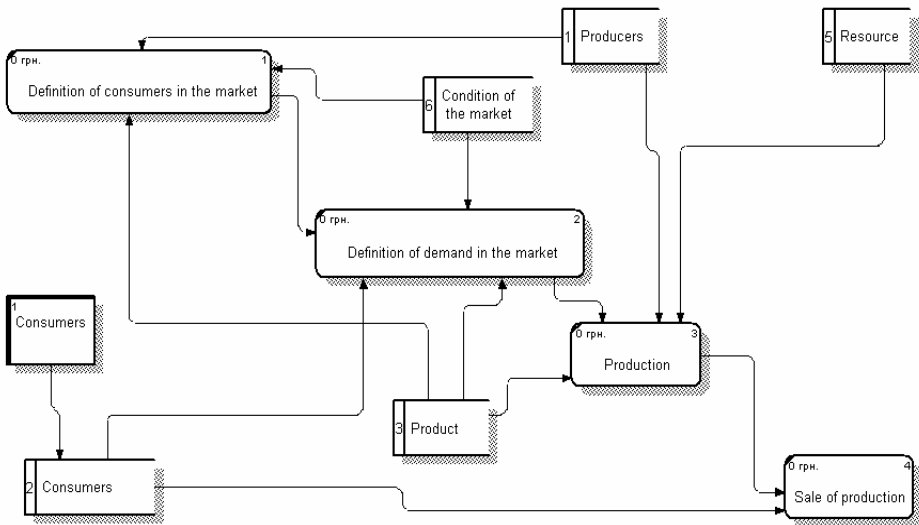 1 Producers
5 Resource
0 грн. 1
Definition of consumers in the market
6 Condition of
the market
0 грн. 2
Definition of demand in the market
1
Consumers
0 грн. 3
Production
3 Product
2 Consumers
0 грн. 4
Sale of production